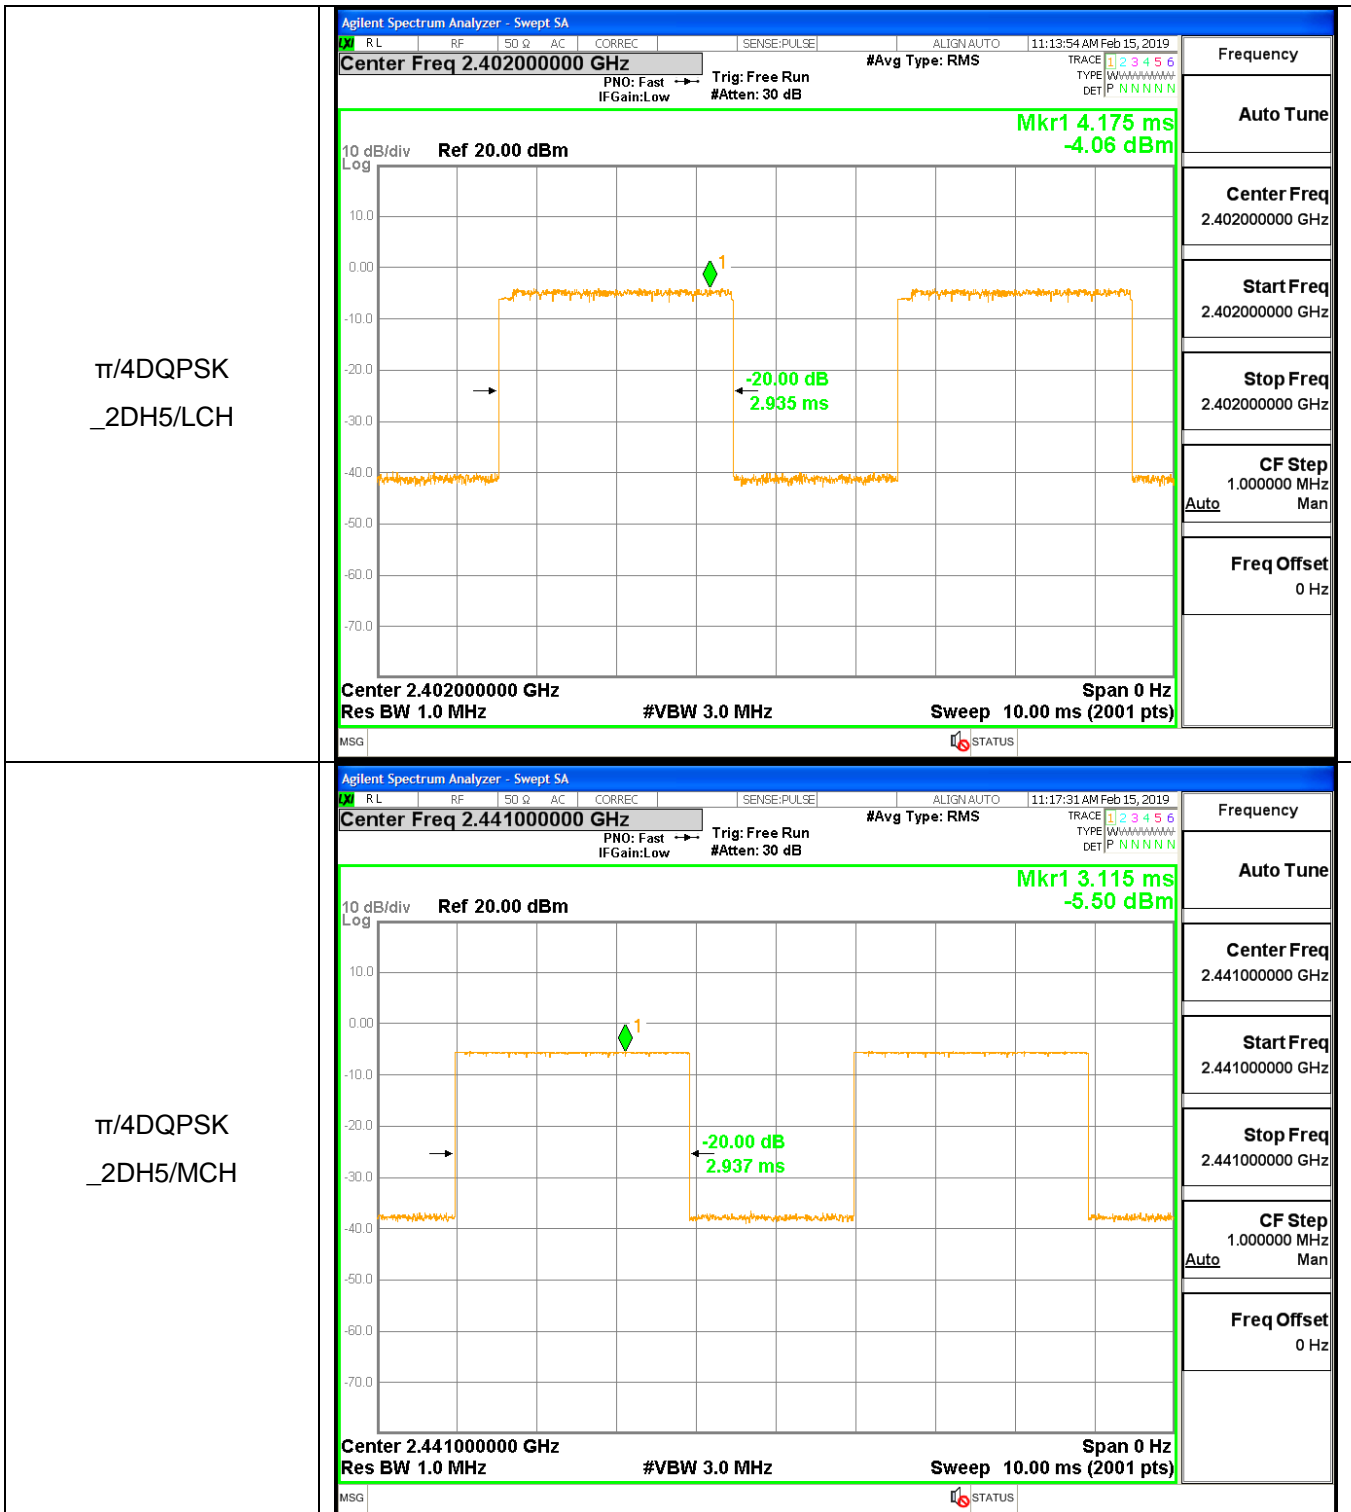 π/4DQPSK
_2DH5/LCH
Agilent Spectrum Analyzer - Swept SA
LXI RL RF 50 Ω AC CORREC SENSE:PULSE ALIGN AUTO 11:13:54 AM Feb 15, 2019
Center Freq 2.402000000 GHz
#Avg Type: RMS
TRACE 1 2 3 4 5 6
PNO: Fast
Trig: Free Run
TYPE
IFGain:Low
#Atten: 30 dB
DET P N N N N N
Mkr1 4.175 ms
-4.06 dBm
10 dB/div Ref 20.00 dBm
Log
10.0
0.00
-10.0
-20.0
-30.0
-40.0
-50.0
-60.0
-70.0
1
-20.00 dB
2.935 ms
Center 2.402000000 GHz Span 0 Hz
Res BW 1.0 MHz #VBW 3.0 MHz Sweep 10.00 ms (2001 pts)
MSG STATUS
Frequency
Auto Tune
Center Freq
2.402000000 GHz
Start Freq
2.402000000 GHz
Stop Freq
2.402000000 GHz
CF Step
1.000000 MHz
Auto Man
Freq Offset
0 Hz
π/4DQPSK
_2DH5/MCH
Agilent Spectrum Analyzer - Swept SA
LXI RL RF 50 Ω AC CORREC SENSE:PULSE ALIGN AUTO 11:17:31 AM Feb 15, 2019
Center Freq 2.441000000 GHz
#Avg Type: RMS
TRACE 1 2 3 4 5 6
PNO: Fast
Trig: Free Run
TYPE
IFGain:Low
#Atten: 30 dB
DET P N N N N N
Mkr1 3.115 ms
-5.50 dBm
10 dB/div Ref 20.00 dBm
Log
10.0
0.00
-10.0
-20.0
-30.0
-40.0
-50.0
-60.0
-70.0
1
-20.00 dB
2.937 ms
Center 2.441000000 GHz Span 0 Hz
Res BW 1.0 MHz #VBW 3.0 MHz Sweep 10.00 ms (2001 pts)
MSG STATUS
Frequency
Auto Tune
Center Freq
2.441000000 GHz
Start Freq
2.441000000 GHz
Stop Freq
2.441000000 GHz
CF Step
1.000000 MHz
Auto Man
Freq Offset
0 Hz